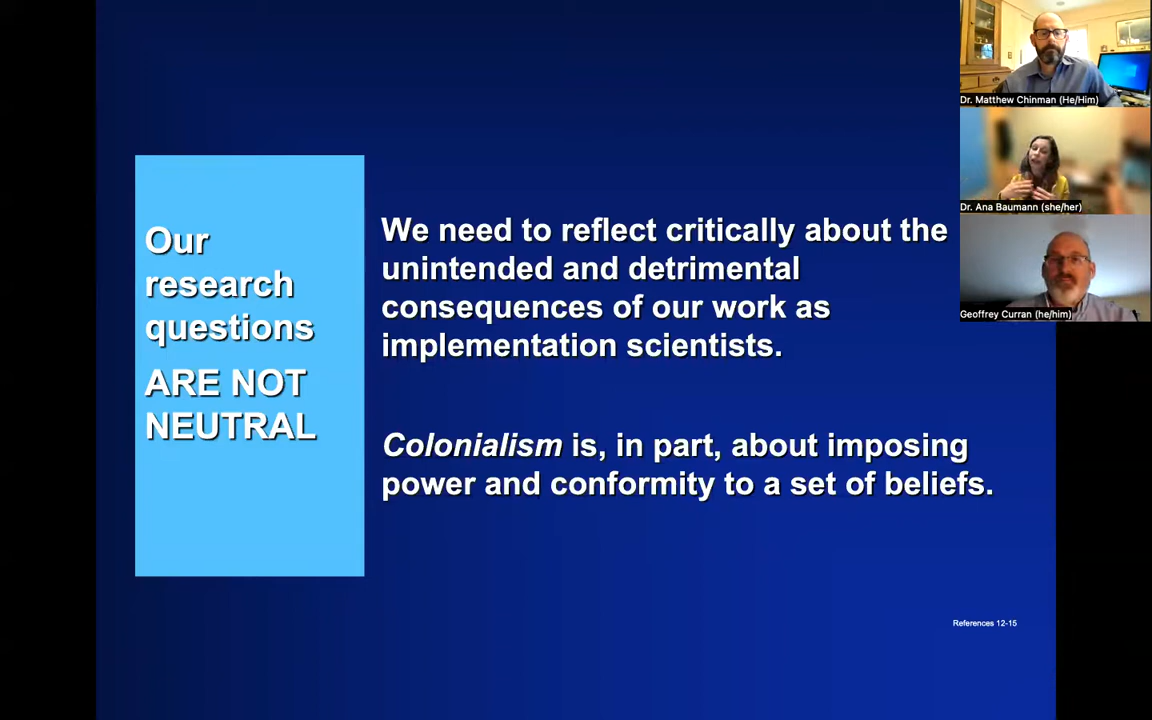 Our
research
questions
ARE NOT
NEUTRAL
We need to reflect critically about the
unintended and detrimental
consequences of our work as
implementation scientists.
Colonialism is, in part, about imposing
power and conformity to a set of beliefs.
References 12-15
Dr. Matthew Chinman (He/Him)
Dr. Ana Baumann (she/her)
Geoffrey Curran (he/him)